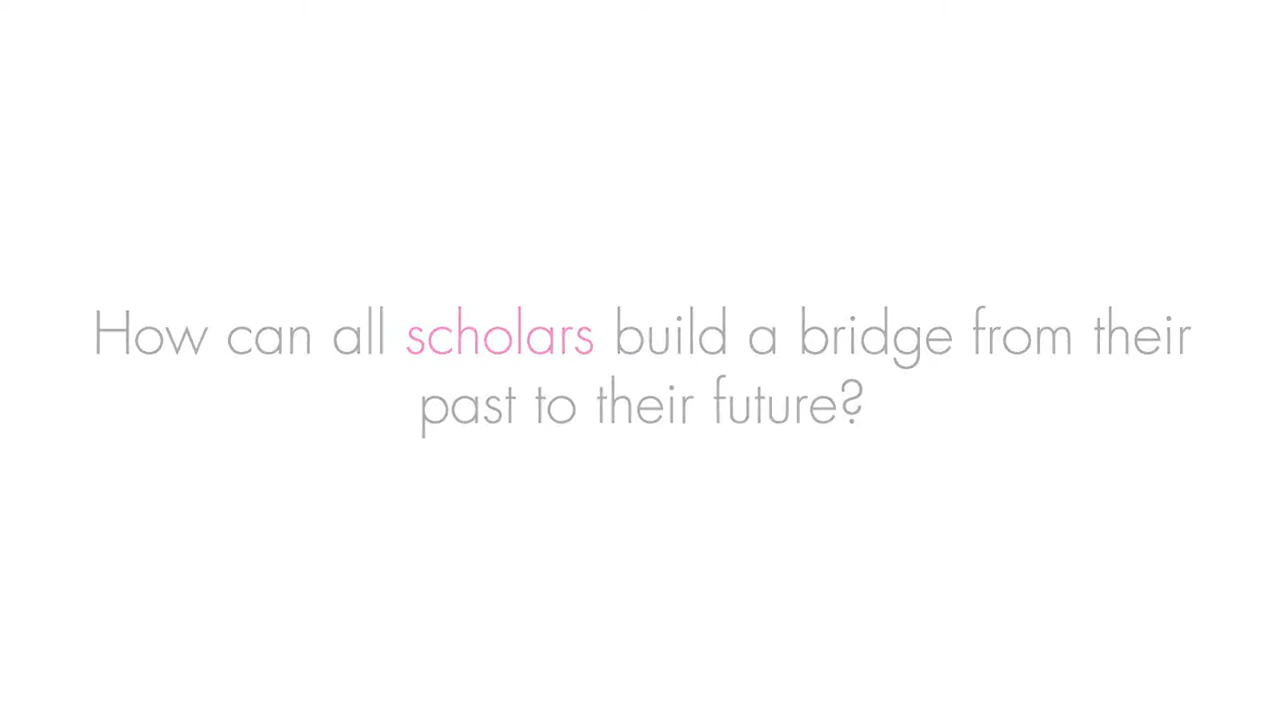 How can all scholars build a bridge from their
past to their future?